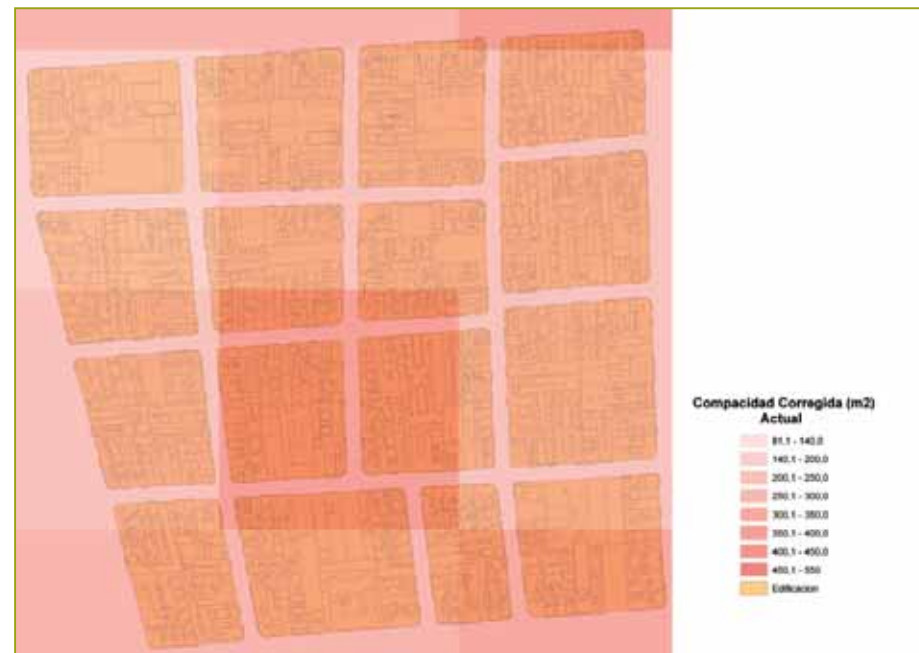 Compacidad Corregida (m2)
Actual
81,1 - 140,0
140,1 - 200,0
200,1 - 250,0
250,1 - 300,0
300,1 - 350,0
350,1 - 400,0
400,1 - 450,0
450,1 - 550
Edificacion